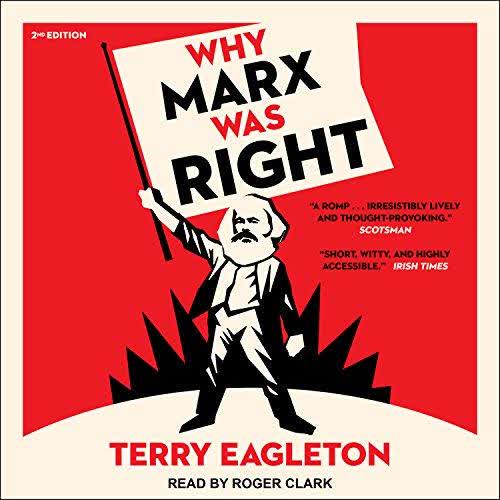 2ND EDITION
WHY
MARX
WAS
RIGHT
“A ROMP . . . IRRESISTIBLY LIVELY
AND THOUGHT-PROVOKING.”
SCOTSMAN
“SHORT, WITTY, AND HIGHLY
ACCESSIBLE.” IRISH TIMES
TERRY EAGLETON
READ BY ROGER CLARK